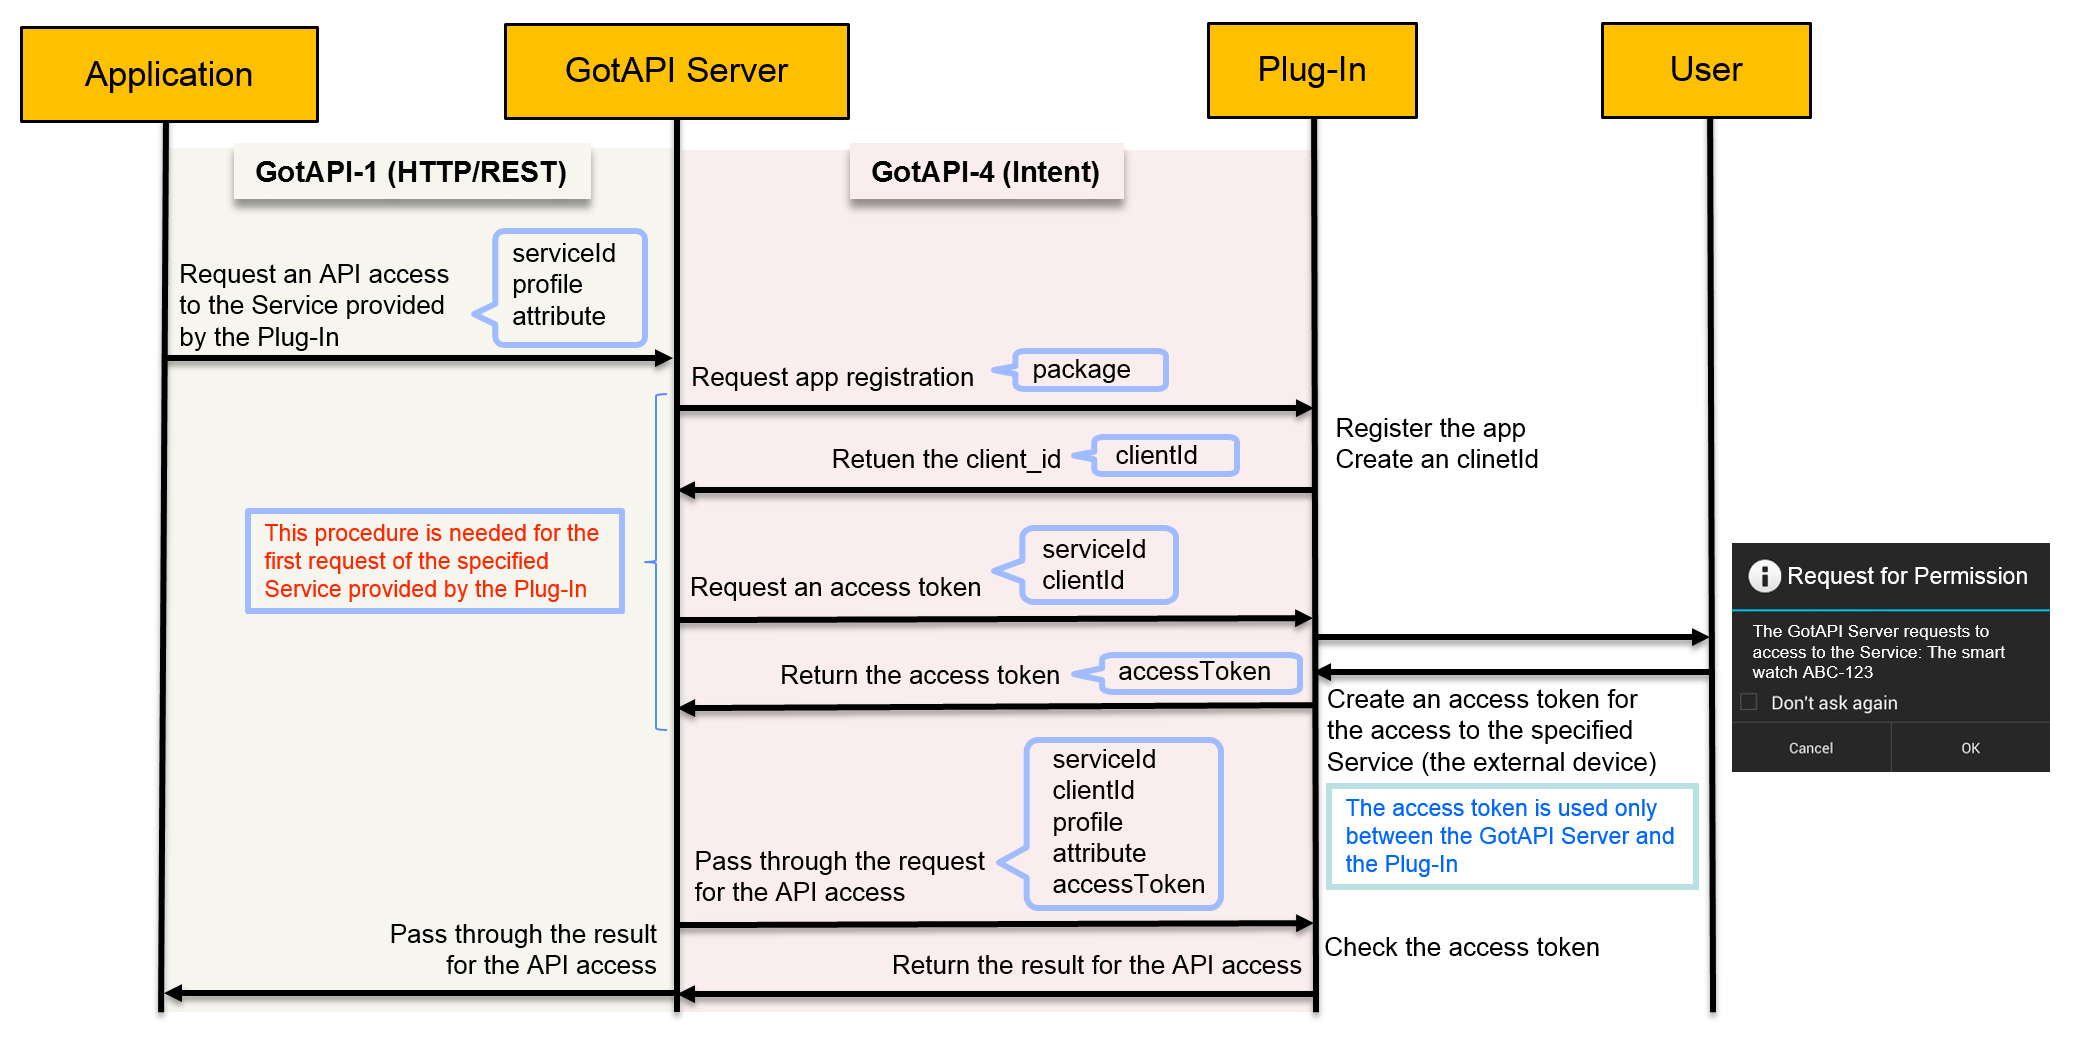 Application
GotAPI Server
Plug-In
User
GotAPI-1 (HTTP/REST)
GotAPI-4 (Intent)
Request an API access
to the Service provided
by the Plug-In
serviceId
profile
attribute
Request app registration
package
Register the app
Create an clinetId
Retuen the client_id
clientId
This procedure is needed for the
first request of the specified
Service provided by the Plug-In
Request an access token
serviceId
clientId
Request for Permission
The GotAPI Server requests to
access to the Service: The smart
watch ABC-123
Don't ask again
Cancel
OK
Return the access token
accessToken
Create an access token for
the access to the specified
Service (the external device)
The access token is used only
between the GotAPI Server and
the Plug-In
Pass through the request
for the API access
serviceId
clientId
profile
attribute
accessToken
Check the access token
Return the result for the API access
Pass through the result
for the API access